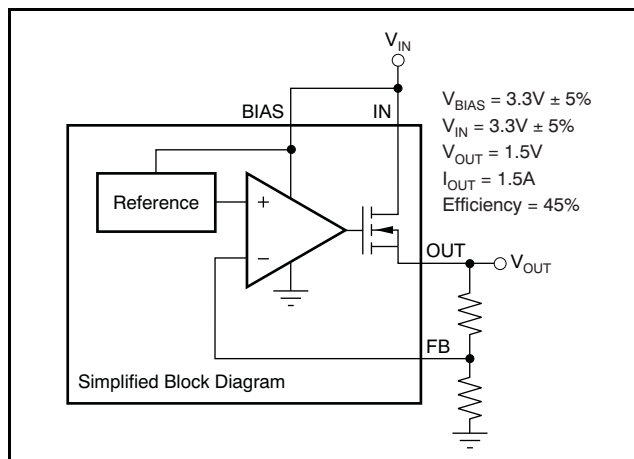 V_IN
BIAS
IN
V_BIAS = 3.3V ± 5%
V_IN = 3.3V ± 5%
V_OUT = 1.5V
I_OUT = 1.5A
Efficiency = 45%
Reference
+
−
OUT
V_OUT
FB
Simplified Block Diagram